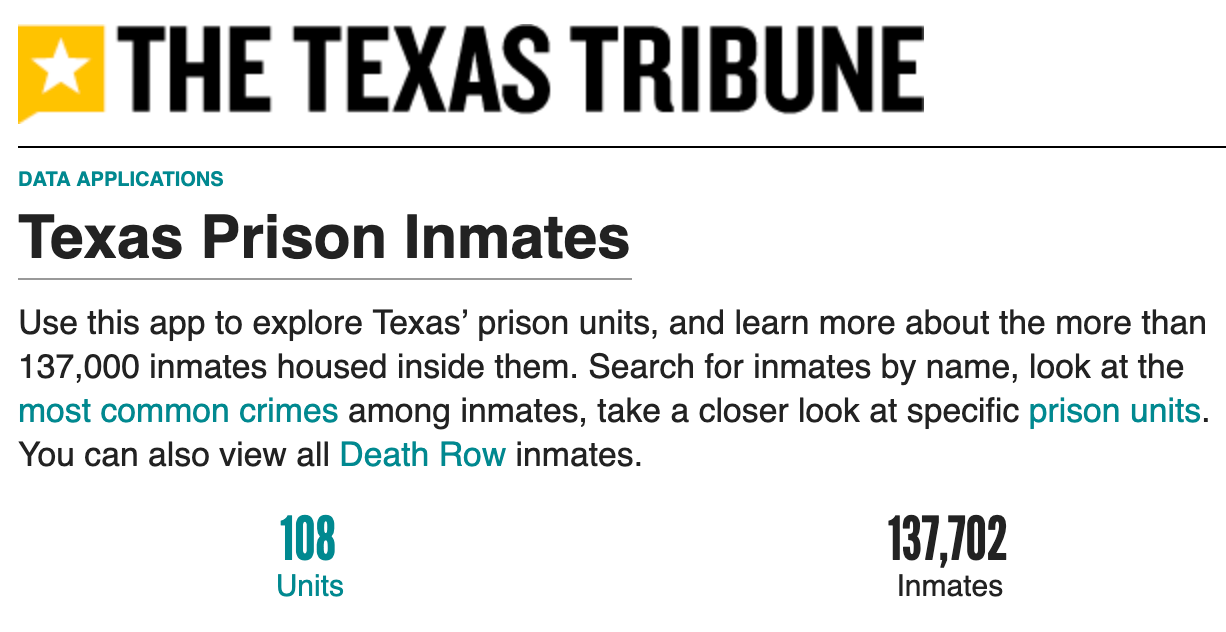 THE TEXAS TRIBUNE
DATA APPLICATIONS
Texas Prison Inmates
Use this app to explore Texas’ prison units, and learn more about the more than
137,000 inmates housed inside them. Search for inmates by name, look at the
most common crimes among inmates, take a closer look at specific prison units.
You can also view all Death Row inmates.
108
Units
137,702
Inmates